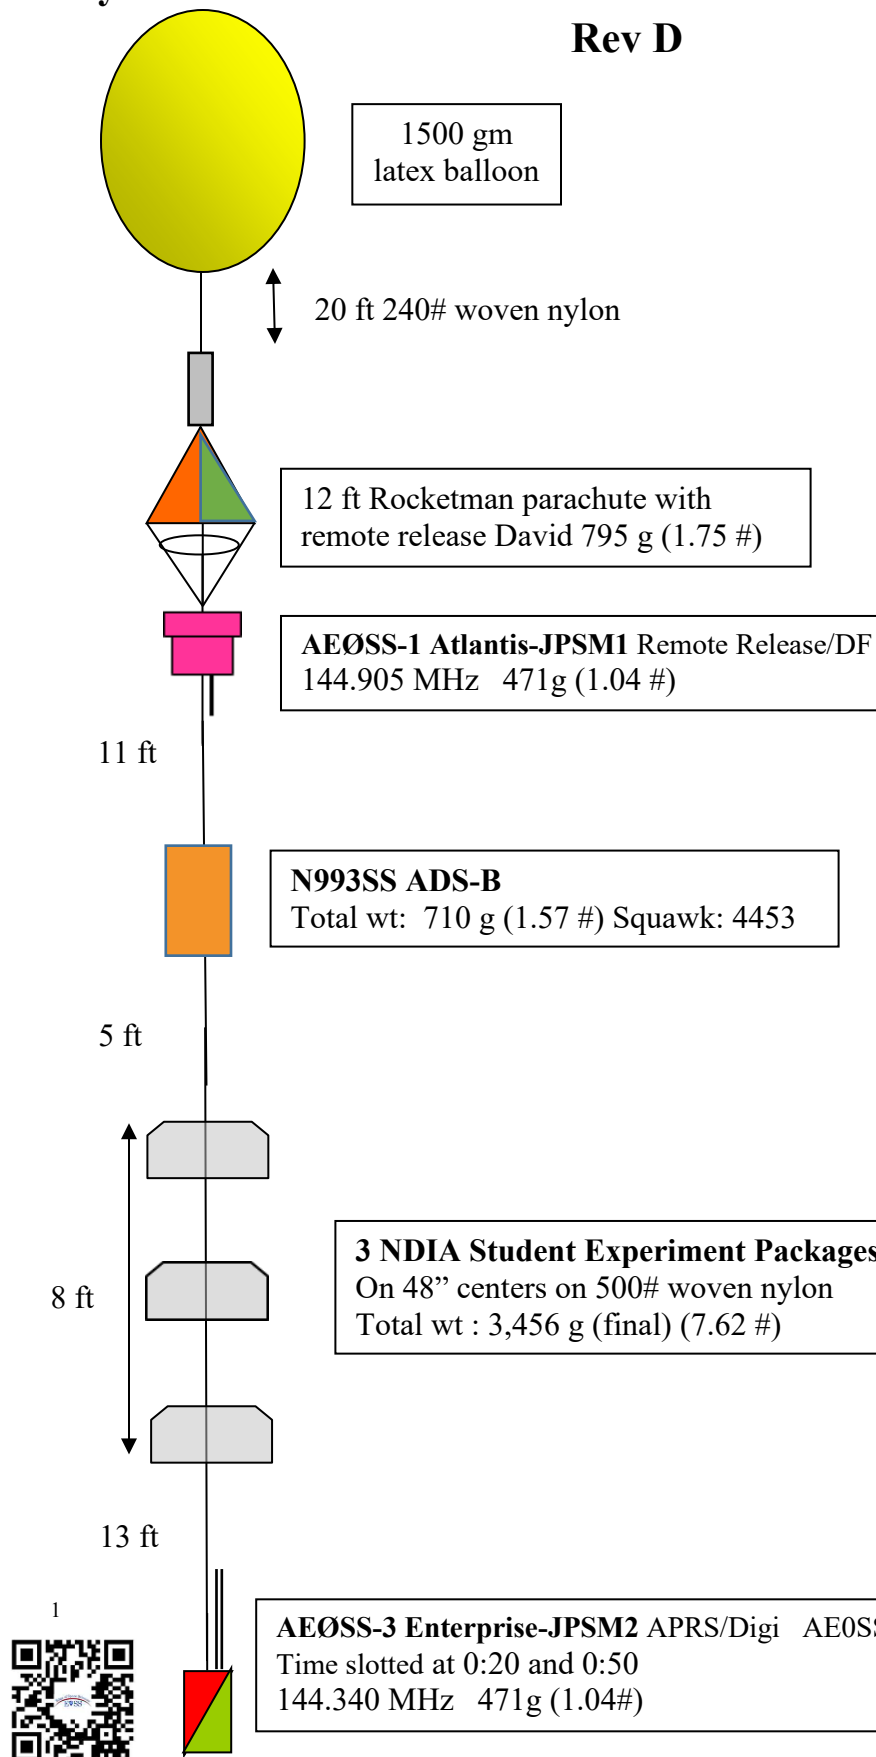 Rev D
1500 gm
latex balloon
20 ft 240# woven nylon
12 ft Rocketman parachute with
remote release David 795 g (1.75 #)
AEØSS-1 Atlantis-JPSM1 Remote Release/DF
144.905 MHz 471g (1.04 #)
11 ft
N993SS ADS-B
Total wt: 710 g (1.57 #) Squawk: 4453
5 ft
3 NDIA Student Experiment Packages
On 48” centers on 500# woven nylon
Total wt : 3,456 g (final) (7.62 #)
8 ft
13 ft
1
AEØSS-3 Enterprise-JPSM2 APRS/Digi AE0SS
Time slotted at 0:20 and 0:50
144.340 MHz 471g (1.04#)
EOSS